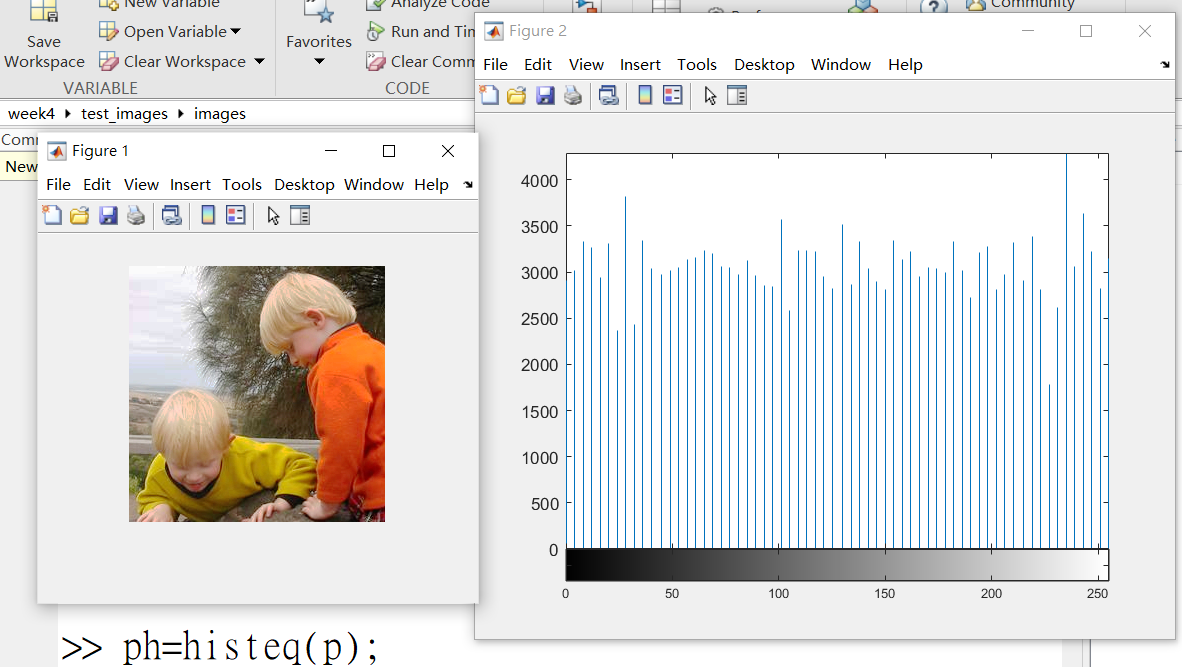 New Variable
Analyze Code
Community
Save
Workspace
Open Variable
Clear Workspace
VARIABLE
Favorites
Run and Tim
Clear Comm
CODE
week4 test_images images
Comm
New
Figure 1
File Edit View Insert Tools Desktop Window Help
Figure 2
File Edit View Insert Tools Desktop Window Help
4000
3500
3000
2500
2000
1500
1000
500
0
0 50 100 150 200 250
>> ph=histeq(p);